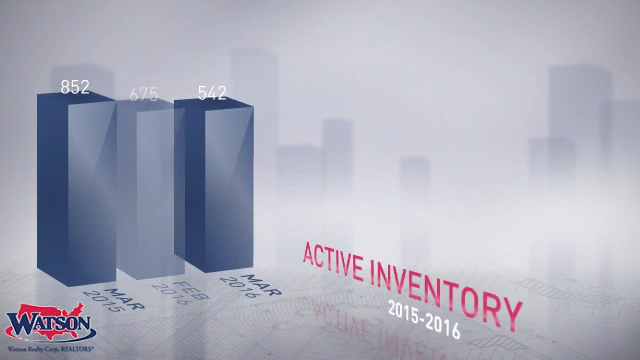 852
675
542
MAR
2015
FEB
2016
MAR
2016
ACTIVE INVENTORY
2015-2016
WATSON
Watson Realty Corp. REALTORS®